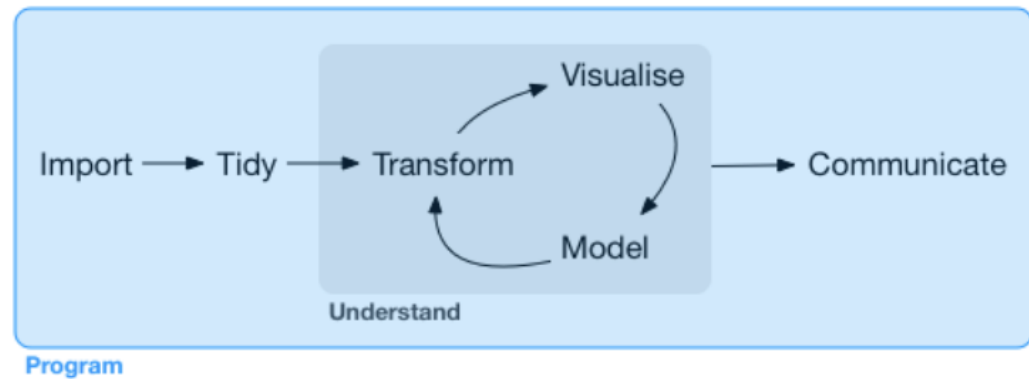 Visualise
Import Tidy Transform Communicate
Model
Understand
Program